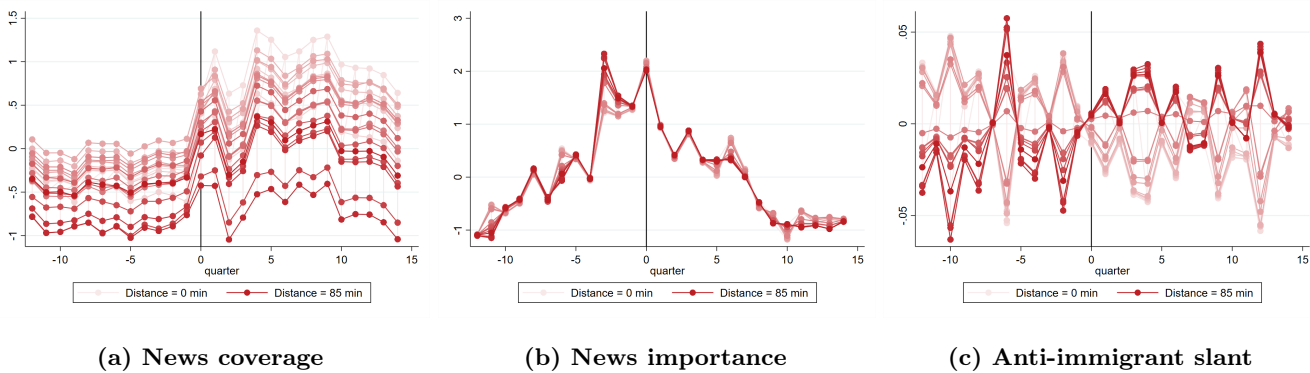 1.5
1
.5
0
-.5
-1
-10 -5 0 5 10 15
quarter
Distance = 0 min Distance = 85 min
(a) News coverage
3
2
1
0
-1
-10 -5 0 5 10 15
quarter
Distance = 0 min Distance = 85 min
(b) News importance
.05
0
-.05
-10 -5 0 5 10 15
quarter
Distance = 0 min Distance = 85 min
(c) Anti-immigrant slant